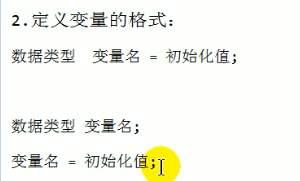 2.定义变量的格式：
数据类型  变量名 = 初始化值;
数据类型 变量名;
变量名 = 初始化值;